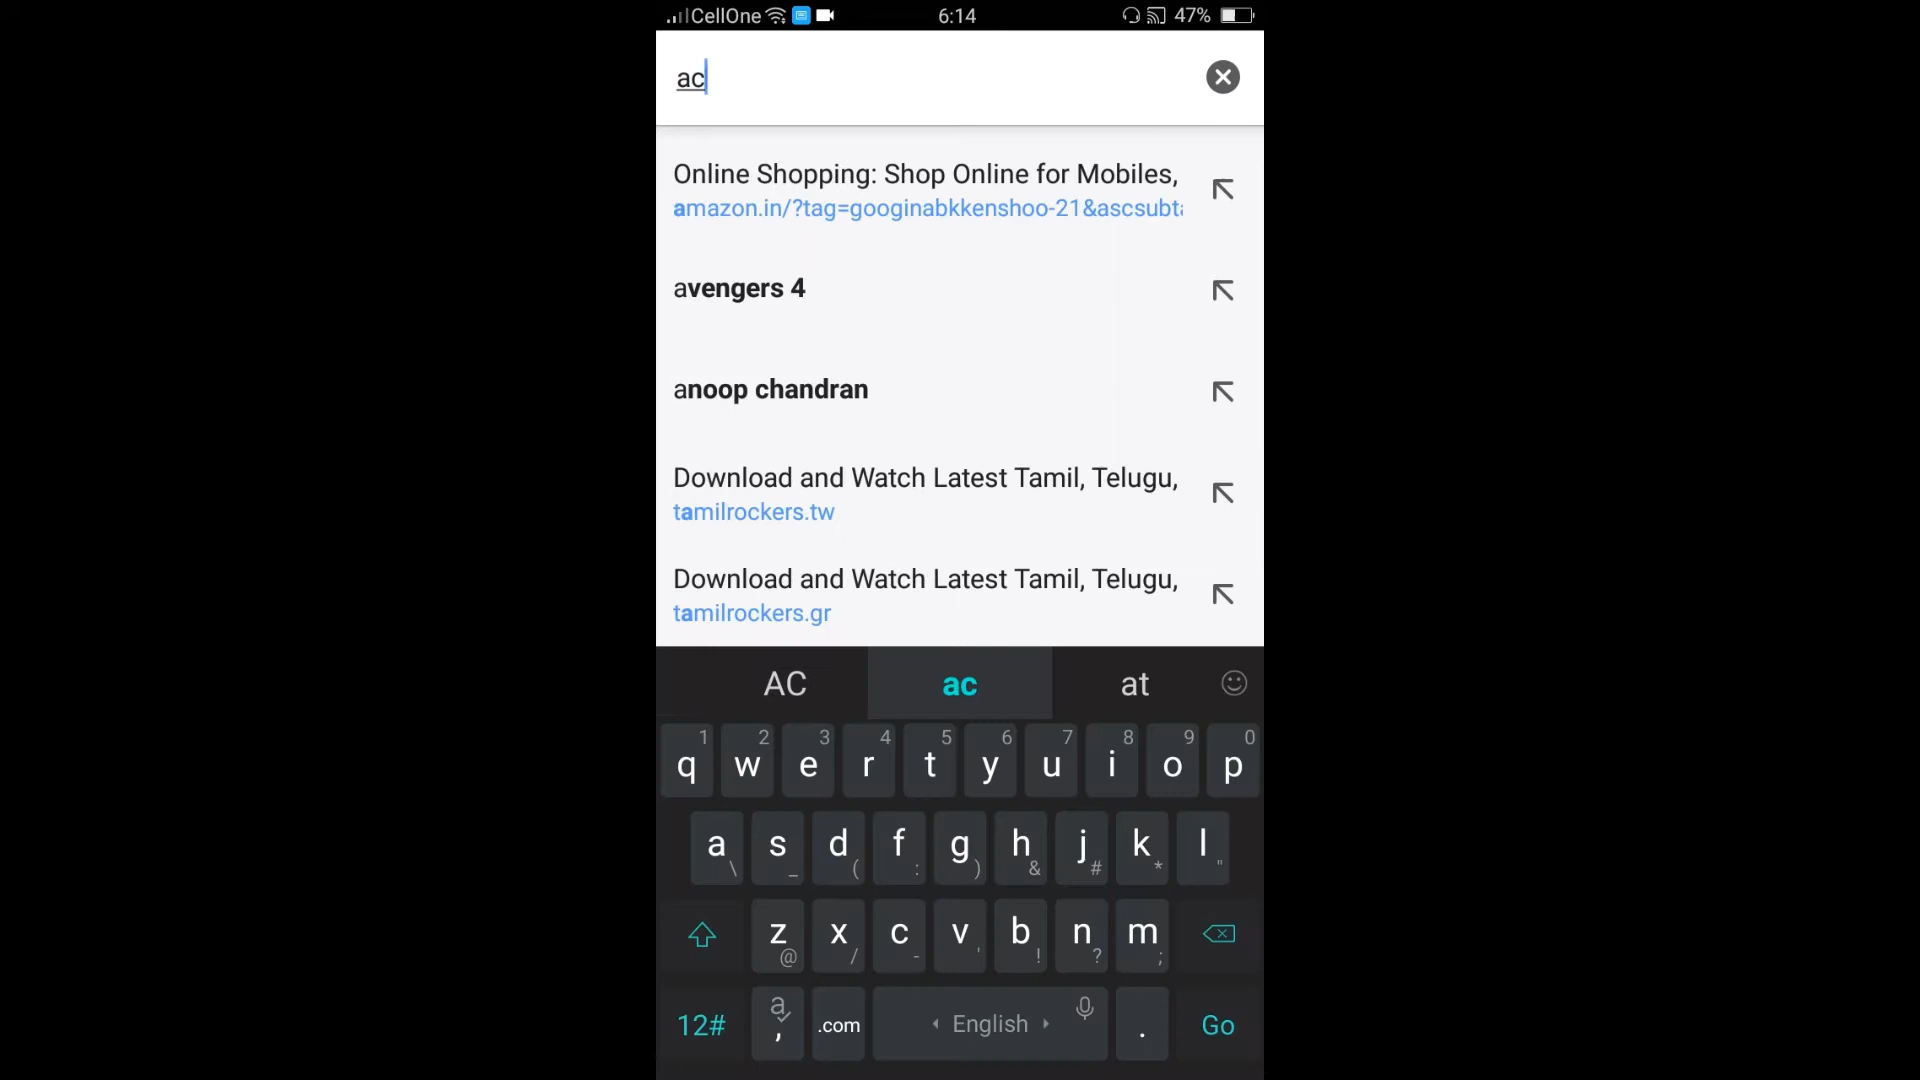 CellOne 6:14 47%
ac
Online Shopping: Shop Online for Mobiles,
amazon.in/?tag=googinabkkenshoo-21&ascsubta
avengers 4
anoop chandran
Download and Watch Latest Tamil, Telugu,
tamilrockers.tw
Download and Watch Latest Tamil, Telugu,
tamilrockers.gr
AC ac at
1 2 3 4 5 6 7 8 9 0
q w e r t y u i o p
a s d f g h j k l
\ _ ( : ) & # * "
z x c v b n m
@ / - ' ! ? ;
12# a , .com English . Go